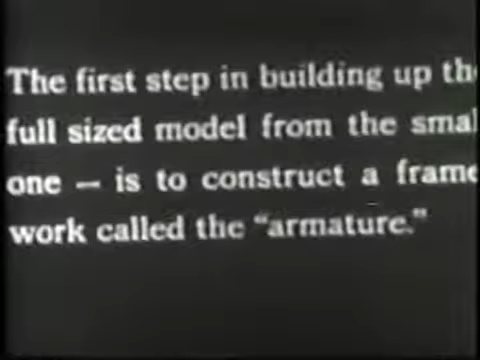 The first step in building up the
full sized model from the smal
one — is to construct a frame
work called the "armature."